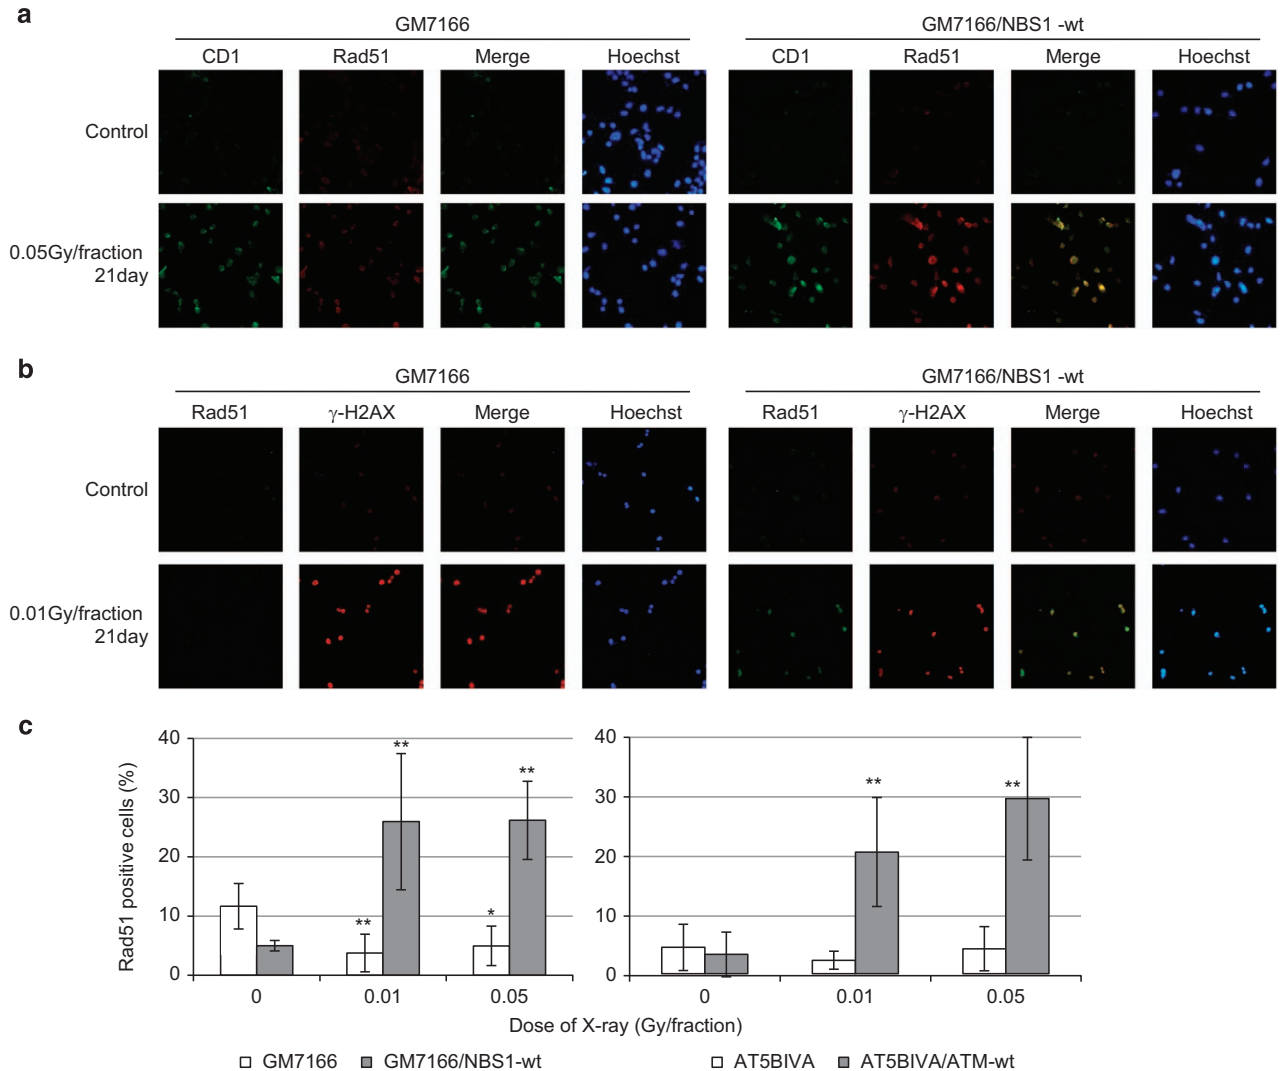 a
GM7166 GM7166/NBS1 -wt
CD1 Rad51 Merge Hoechst CD1 Rad51 Merge Hoechst
Control
0.05Gy/fraction
21day
b
GM7166 GM7166/NBS1 -wt
Rad51 γ-H2AX Merge Hoechst Rad51 γ-H2AX Merge Hoechst
Control
0.01Gy/fraction
21day
c
Rad51 positive cells (%)
40
30
20
10
0
** ** * **
0 0.01 0.05
40
30
20
10
0
** **
0 0.01 0.05
Dose of X-ray (Gy/fraction)
GM7166 GM7166/NBS1-wt AT5BIVA AT5BIVA/ATM-wt